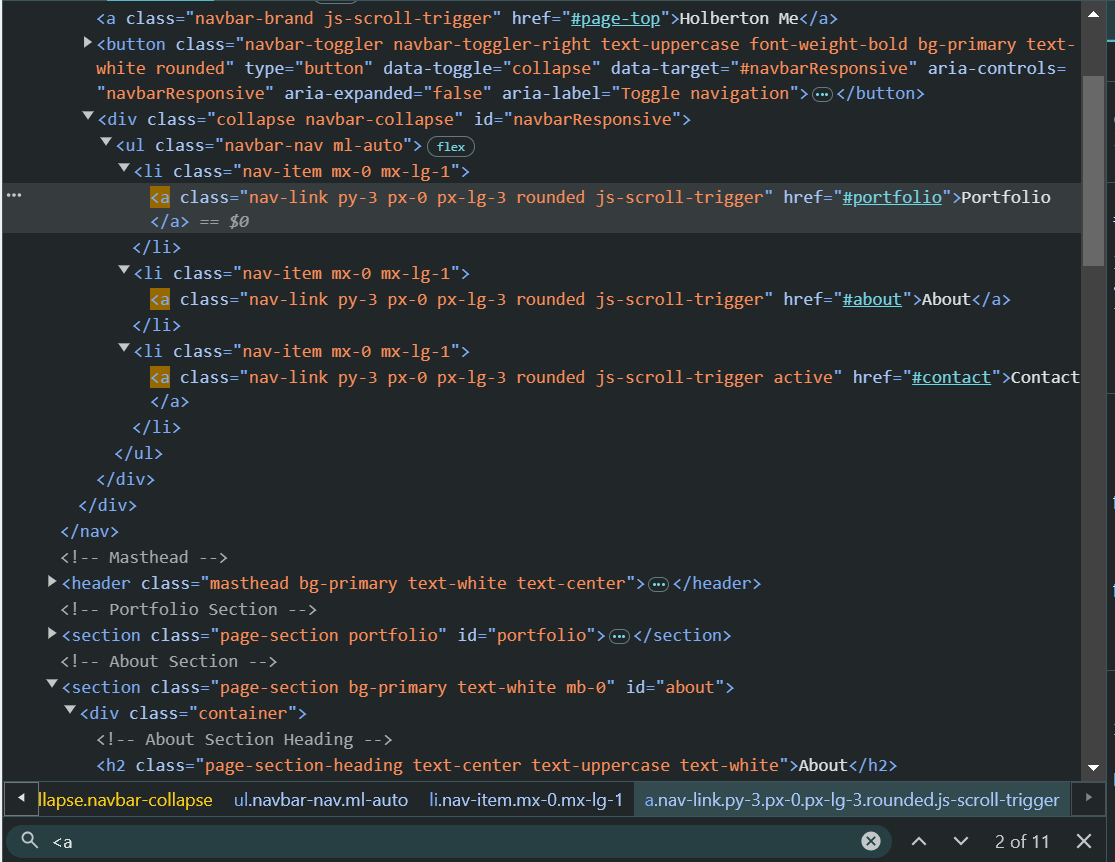 <a class="navbar-brand js-scroll-trigger" href="#page-top">Holberton Me</a>
<button class="navbar-toggler navbar-toggler-right text-uppercase font-weight-bold bg-primary text-
white rounded" type="button" data-toggle="collapse" data-target="#navbarResponsive" aria-controls=
"navbarResponsive" aria-expanded="false" aria-label="Toggle navigation">…</button>
<div class="collapse navbar-collapse" id="navbarResponsive">
<ul class="navbar-nav ml-auto"> flex
<li class="nav-item mx-0 mx-lg-1">
<a class="nav-link py-3 px-0 px-lg-3 rounded js-scroll-trigger" href="#portfolio">Portfolio
</a> == $0
</li>
<li class="nav-item mx-0 mx-lg-1">
<a class="nav-link py-3 px-0 px-lg-3 rounded js-scroll-trigger" href="#about">About</a>
</li>
<li class="nav-item mx-0 mx-lg-1">
<a class="nav-link py-3 px-0 px-lg-3 rounded js-scroll-trigger active" href="#contact">Contact
</a>
</li>
</ul>
</div>
</div>
</nav>
<!-- Masthead -->
<header class="masthead bg-primary text-white text-center">…</header>
<!-- Portfolio Section -->
<section class="page-section portfolio" id="portfolio">…</section>
<!-- About Section -->
<section class="page-section bg-primary text-white mb-0" id="about">
<div class="container">
<!-- About Section Heading -->
<h2 class="page-section-heading text-center text-uppercase text-white">About</h2>
llapse.navbar-collapse ul.navbar-nav.ml-auto li.nav-item.mx-0.mx-lg-1 a.nav-link.py-3.px-0.px-lg-3.rounded.js-scroll-trigger
<a 2 of 11